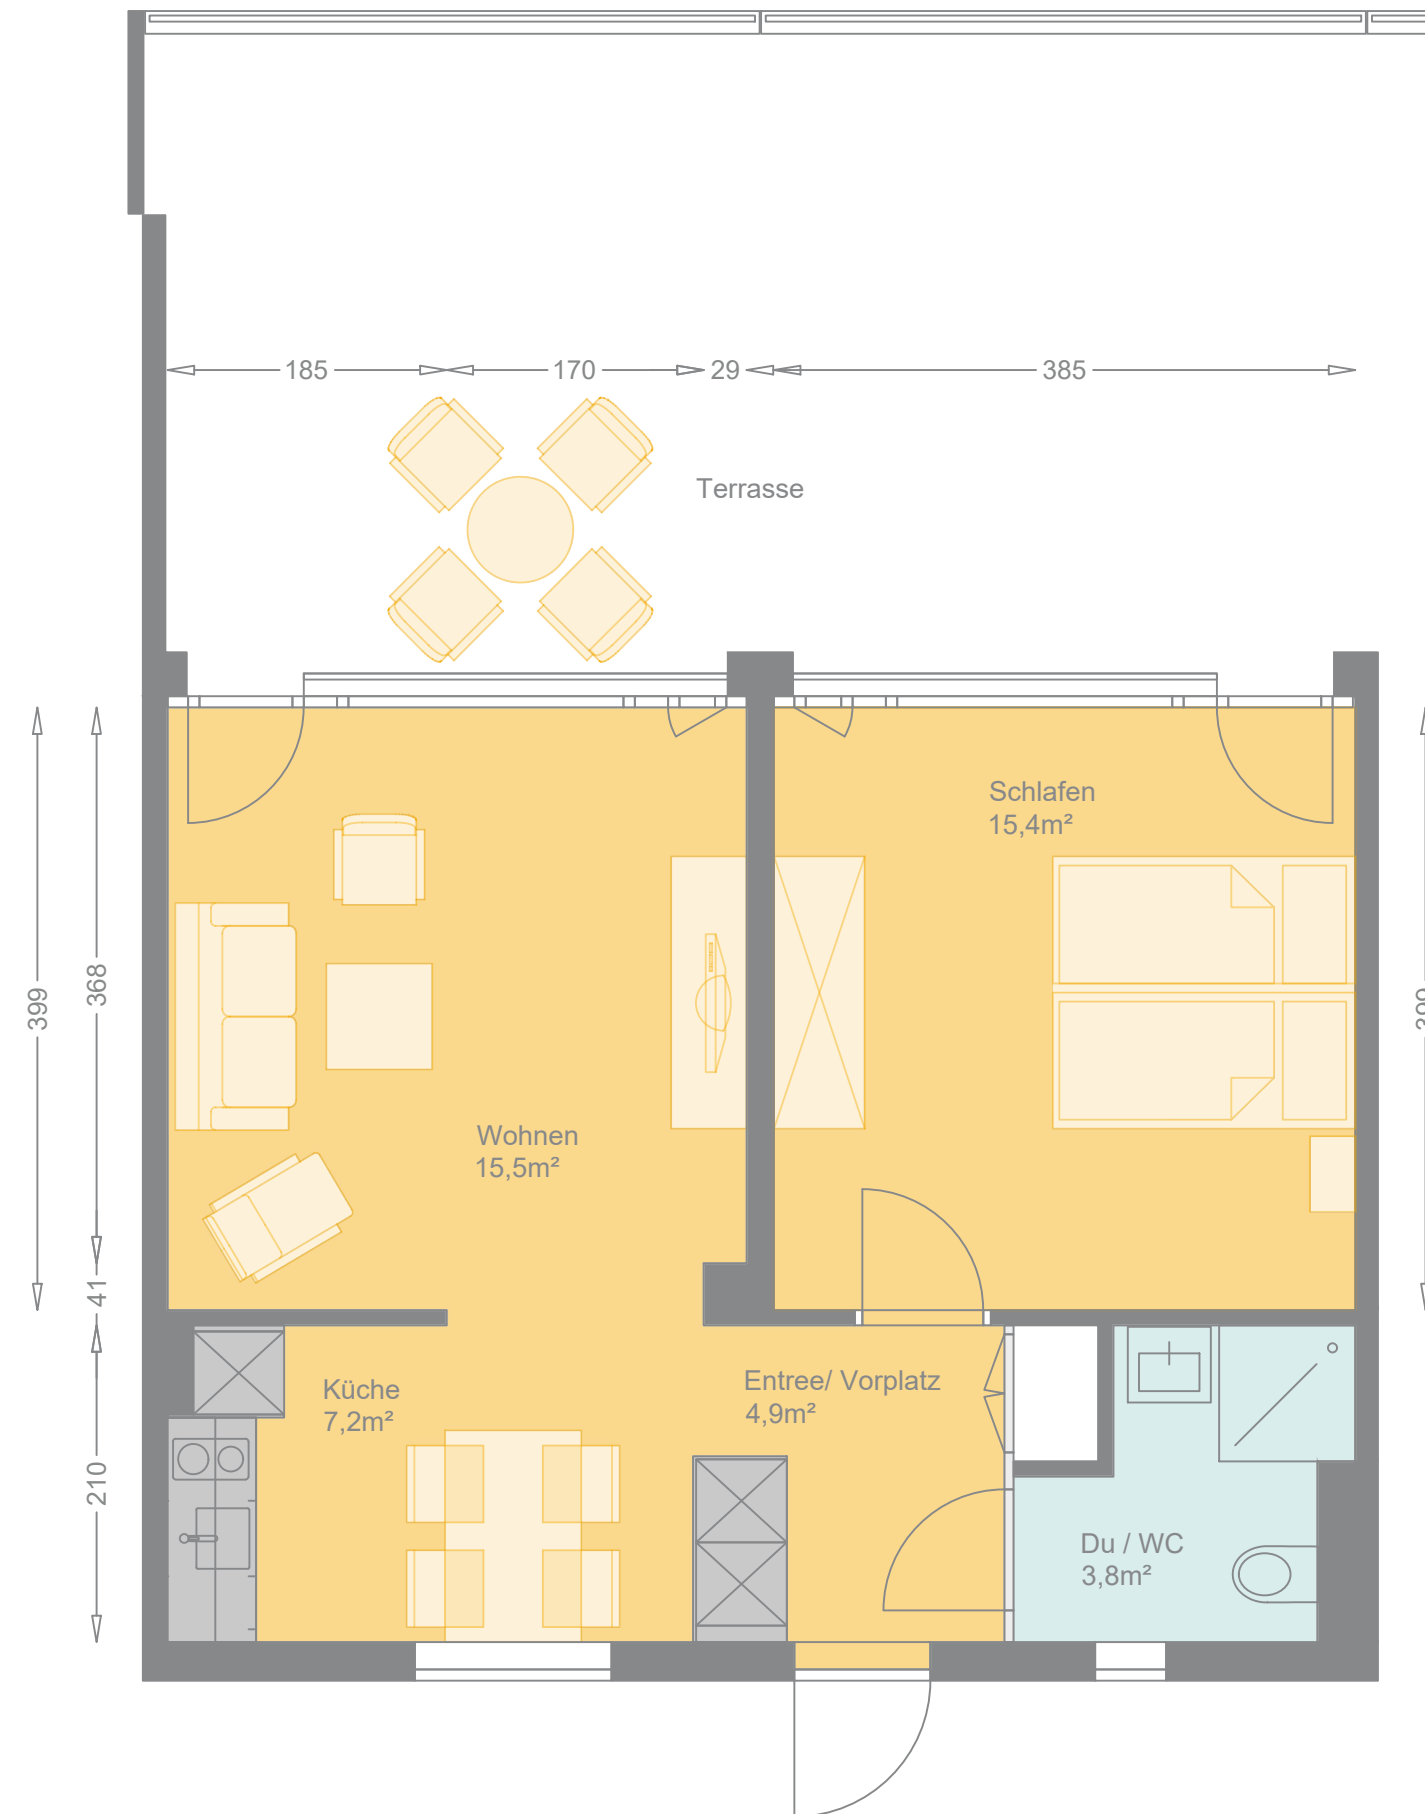 185
170
29
385
Terrasse
Schlafen
15,4m²
399
368
399
Wohnen
15,5m²
41
Küche
7,2m²
Entree/ Vorplatz
4,9m²
210
Du / WC
3,8m²